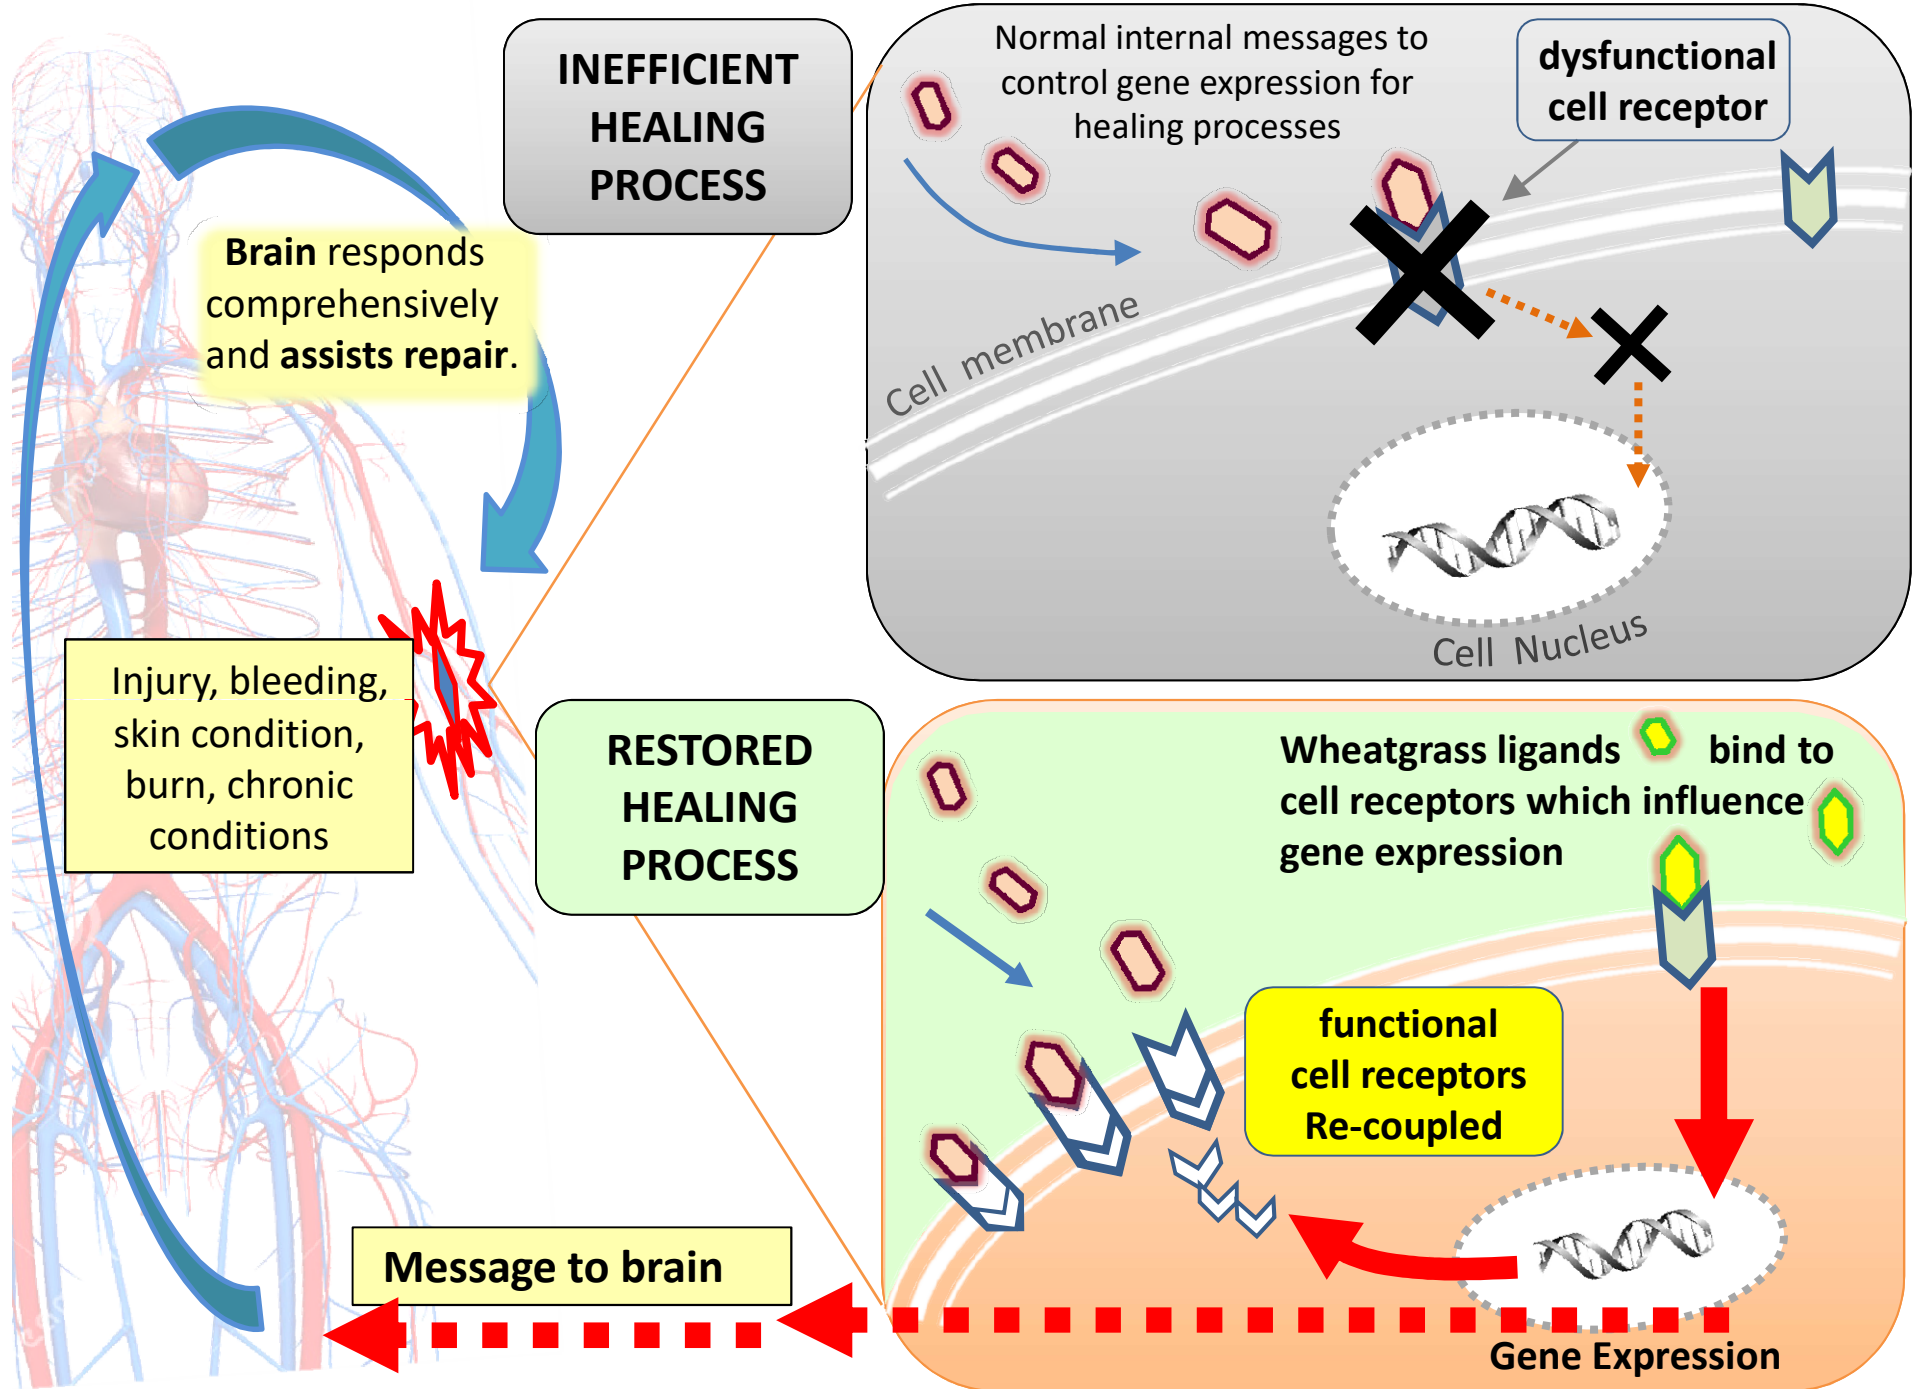 INEFFICIENT
HEALING
PROCESS
Normal internal messages to
control gene expression for
healing processes
dysfunctional
cell receptor
Brain responds
comprehensively
and assists repair.
Cell membrane
Cell Nucleus
Injury, bleeding,
skin condition,
burn, chronic
conditions
RESTORED
HEALING
PROCESS
Wheatgrass ligands bind to
cell receptors which influence
gene expression
functional
cell receptors
Re-coupled
Message to brain
Gene Expression